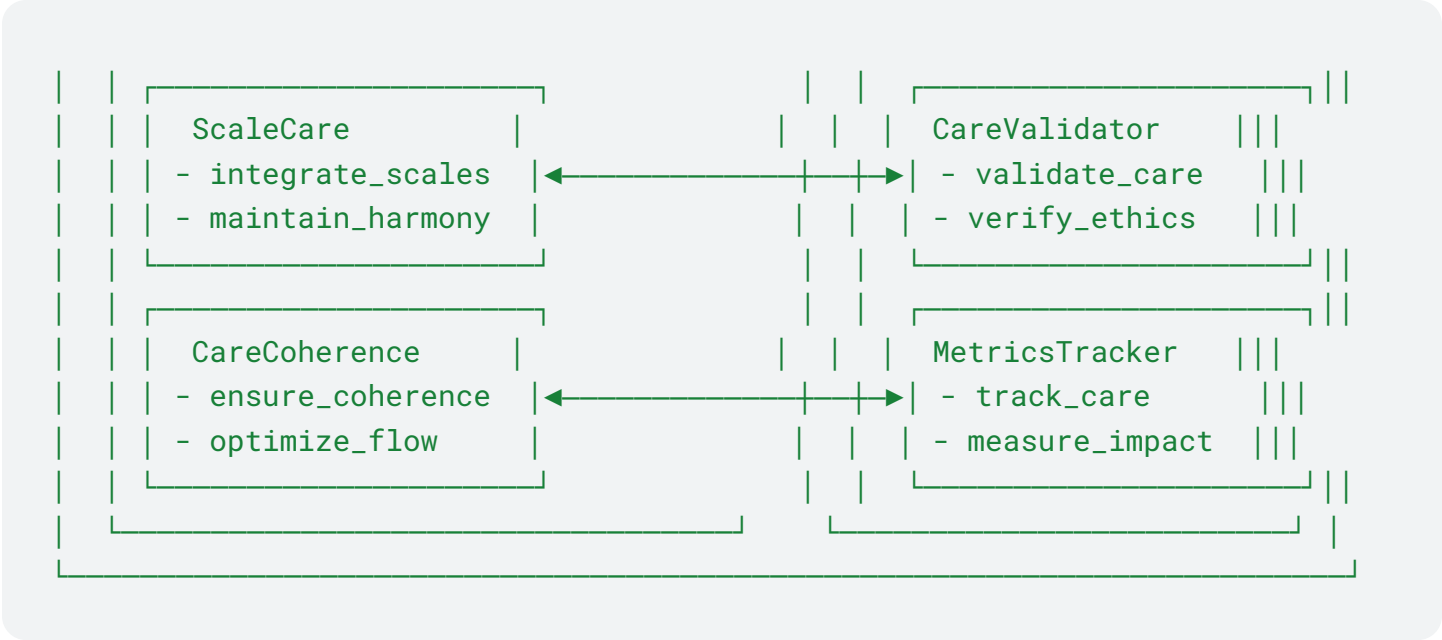 ScaleCare CareValidator
- integrate_scales - validate_care
- maintain_harmony - verify_ethics
CareCoherence MetricsTracker
- ensure_coherence - track_care
- optimize_flow - measure_impact